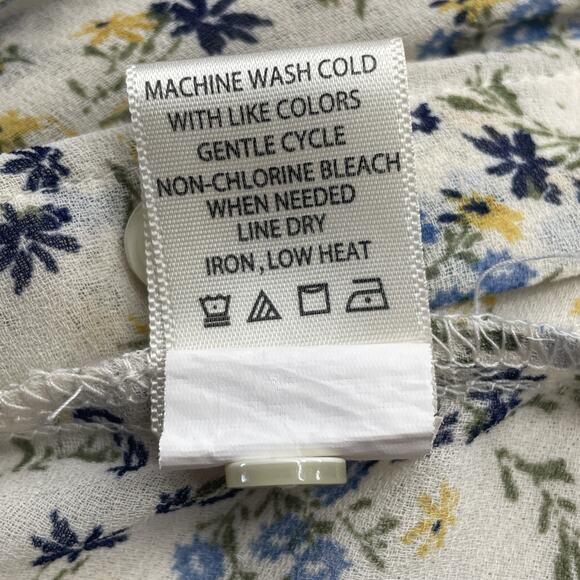 MACHINE WASH COLD
WITH LIKE COLORS
GENTLE CYCLE
NON-CHLORINE BLEACH
WHEN NEEDED
LINE DRY
IRON , LOW HEAT